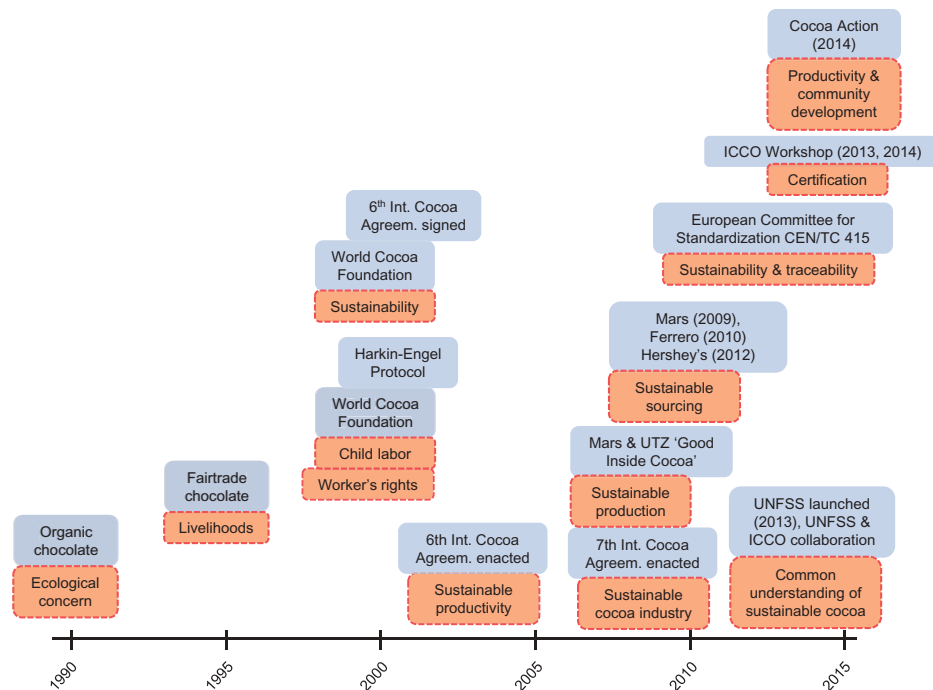 Cocoa Action
(2014)
Productivity &
community
development
ICCO Workshop (2013, 2014)
Certification
6th Int. Cocoa
Agreem. signed
European Committee for
Standardization CEN/TC 415
World Cocoa
Foundation
Sustainability & traceability
Sustainability
Mars (2009),
Ferrero (2010)
Hershey's (2012)
Harkin-Engel
Protocol
Sustainable
sourcing
World Cocoa
Foundation
Child labor
Worker's rights
Mars & UTZ 'Good
Inside Cocoa'
Sustainable
production
Fairtrade
chocolate
Livelihoods
UNFSS launched
(2013), UNFSS &
ICCO collaboration
Organic
chocolate
Ecological
concern
6th Int. Cocoa
Agreem. enacted
Sustainable
productivity
7th Int. Cocoa
Agreem. enacted
Sustainable
cocoa industry
Common
understanding of
sustainable cocoa
1990
1995
2000
2005
2010
2015